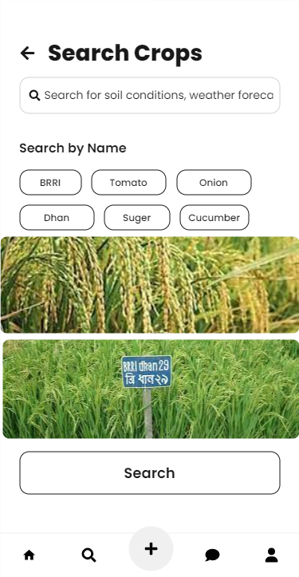 Search Crops
Search for soil conditions, weather foreca
Search by Name
BRRI
Tomato
Onion
Dhan
Suger
Cucumber
BRRI dhan 29
ব্রি ধান ২৯
Search